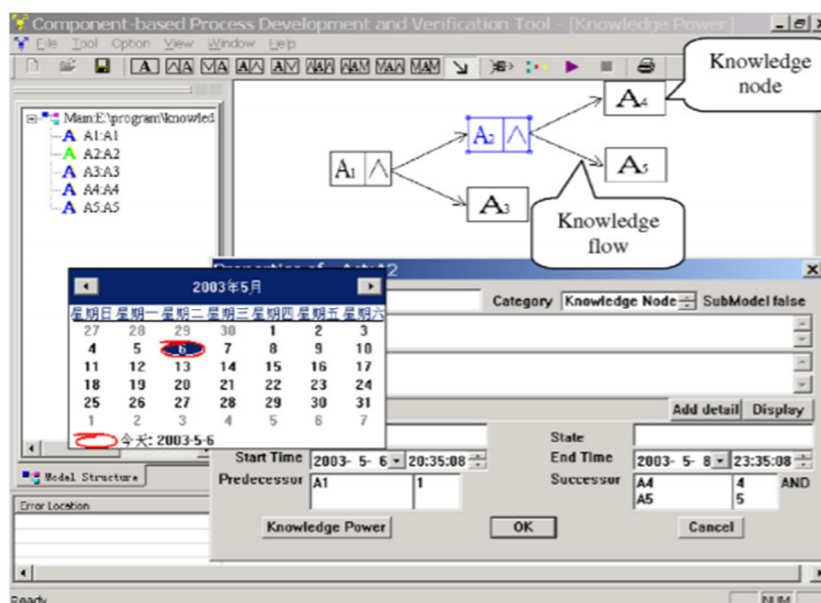 Component-based Process Development and Verification Tool - [Knowledge Power]
File Tool Option View Window Help
Knowledge node
A4
A2
A1
A5
A3
Knowledge flow
Main:E:\program\knowled
A1:A1
A2:A2
A3:A3
A4:A4
A5:A5
2003年5月
星期日 星期一 星期二 星期三 星期四 星期五 星期六
27 28 29 30 1 2 3
4 5 6 7 8 9 10
11 12 13 14 15 16 17
18 19 20 21 22 23 24
25 26 27 28 29 30 31
1 2 3 4 5 6 7
今天: 2003-5-6
Category Knowledge Node SubModel false
Add detail Display
State
Start Time 2003- 5- 6 20:35:08 End Time 2003- 5- 8 23:35:08
Predecessor A1 1 Successor A4 4 AND
A5 5
Knowledge Power OK Cancel
Model Structure
Error Location
Ready NUM